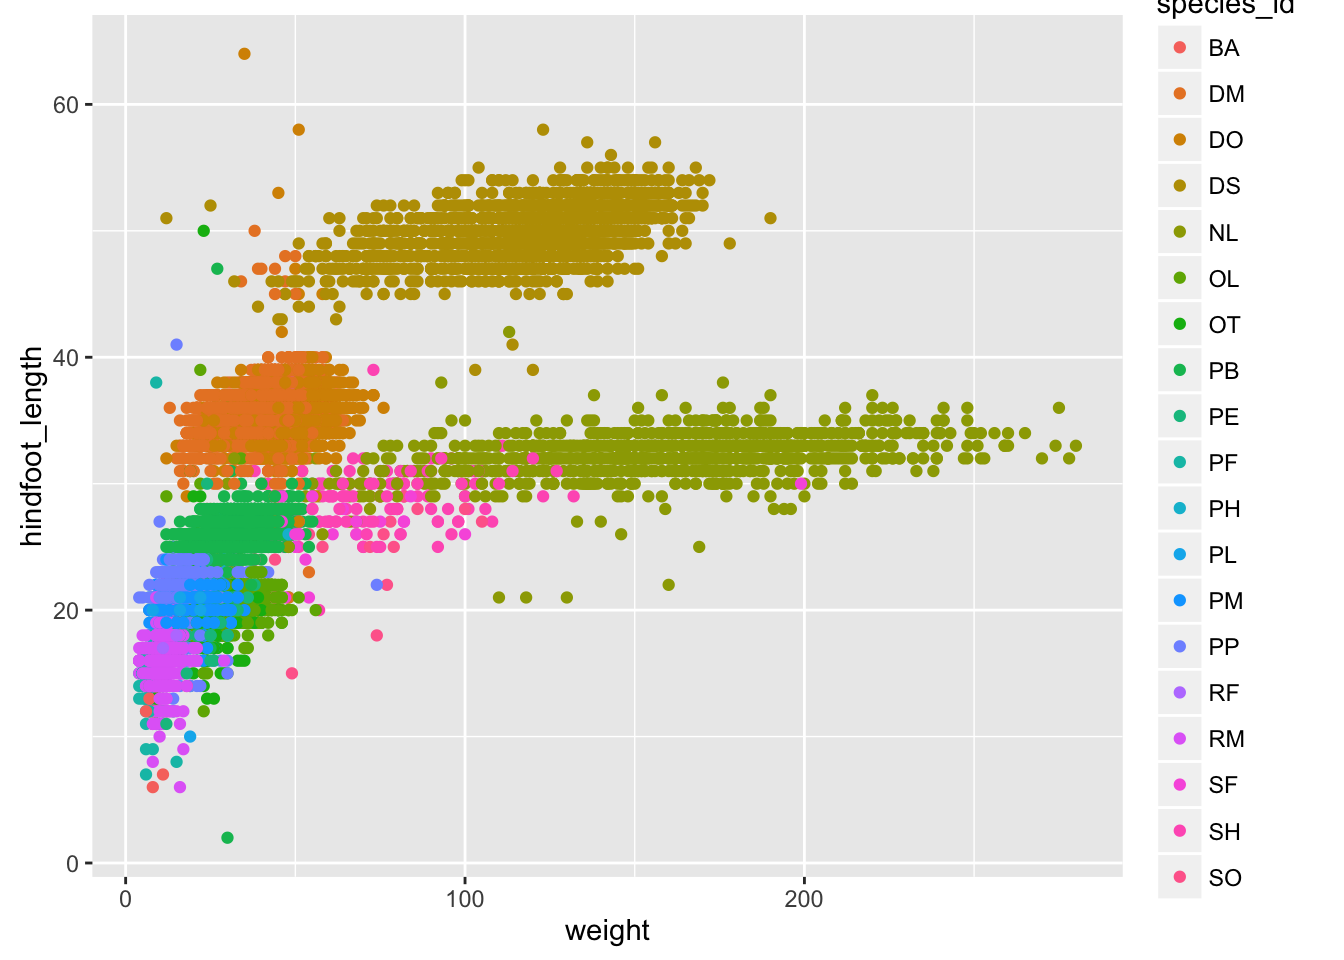 species_id
BA
DM
DO
DS
NL
OL
OT
PB
PE
PF
PH
PL
PM
PP
RF
RM
SF
SH
SO
hindfoot_length
60
40
20
0
0 100 200
weight